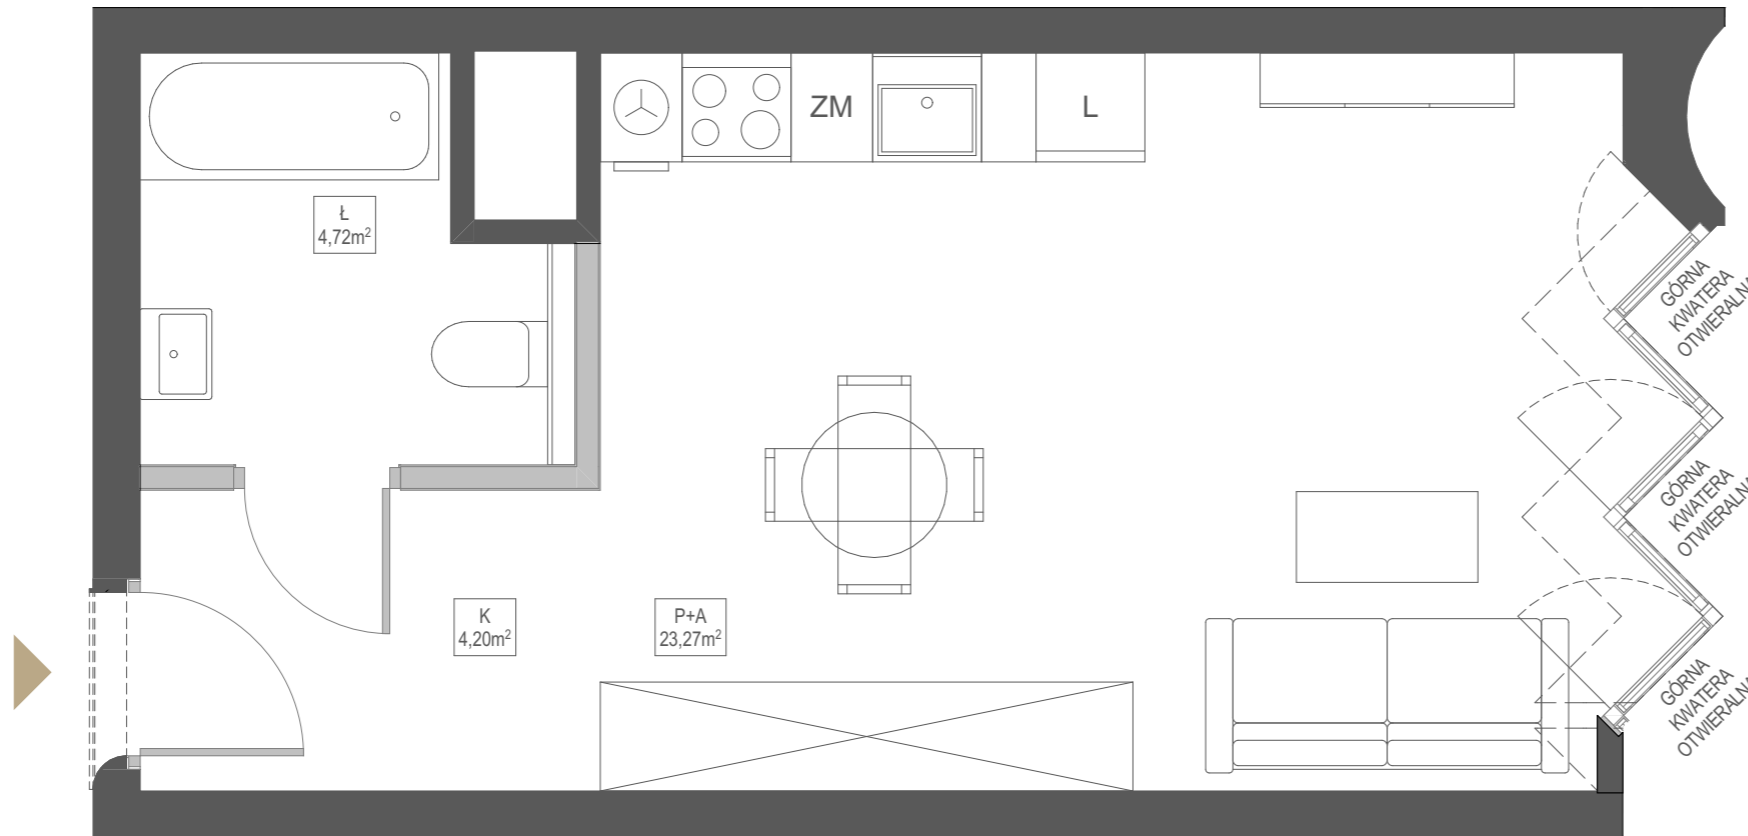 ZM
L
Ł
4,72m²
K
4,20m²
P+A
23,27m²
GÓRNA
KWATERA
OTWIERALNA
GÓRNA
KWATERA
OTWIERALNA
GÓRNA
KWATERA
OTWIERALNA